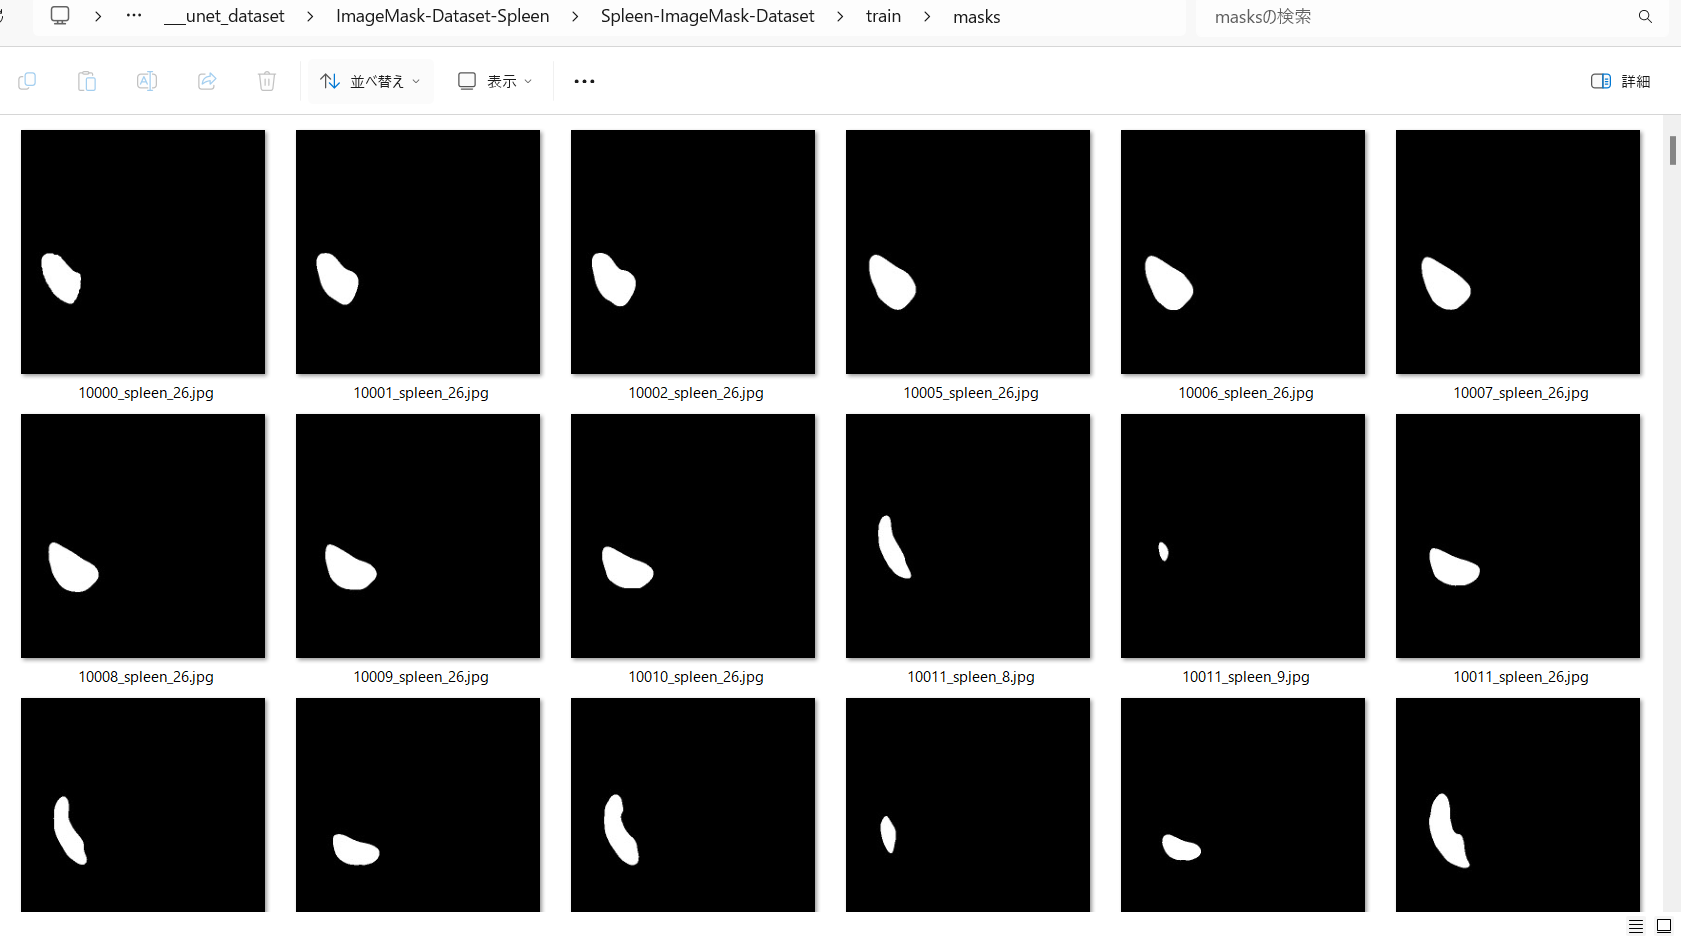 ___unet_dataset > ImageMask-Dataset-Spleen > Spleen-ImageMask-Dataset > train > masks
masksの検索
並べ替え
表示
詳細
10000_spleen_26.jpg
10001_spleen_26.jpg
10002_spleen_26.jpg
10005_spleen_26.jpg
10006_spleen_26.jpg
10007_spleen_26.jpg
10008_spleen_26.jpg
10009_spleen_26.jpg
10010_spleen_26.jpg
10011_spleen_8.jpg
10011_spleen_9.jpg
10011_spleen_26.jpg